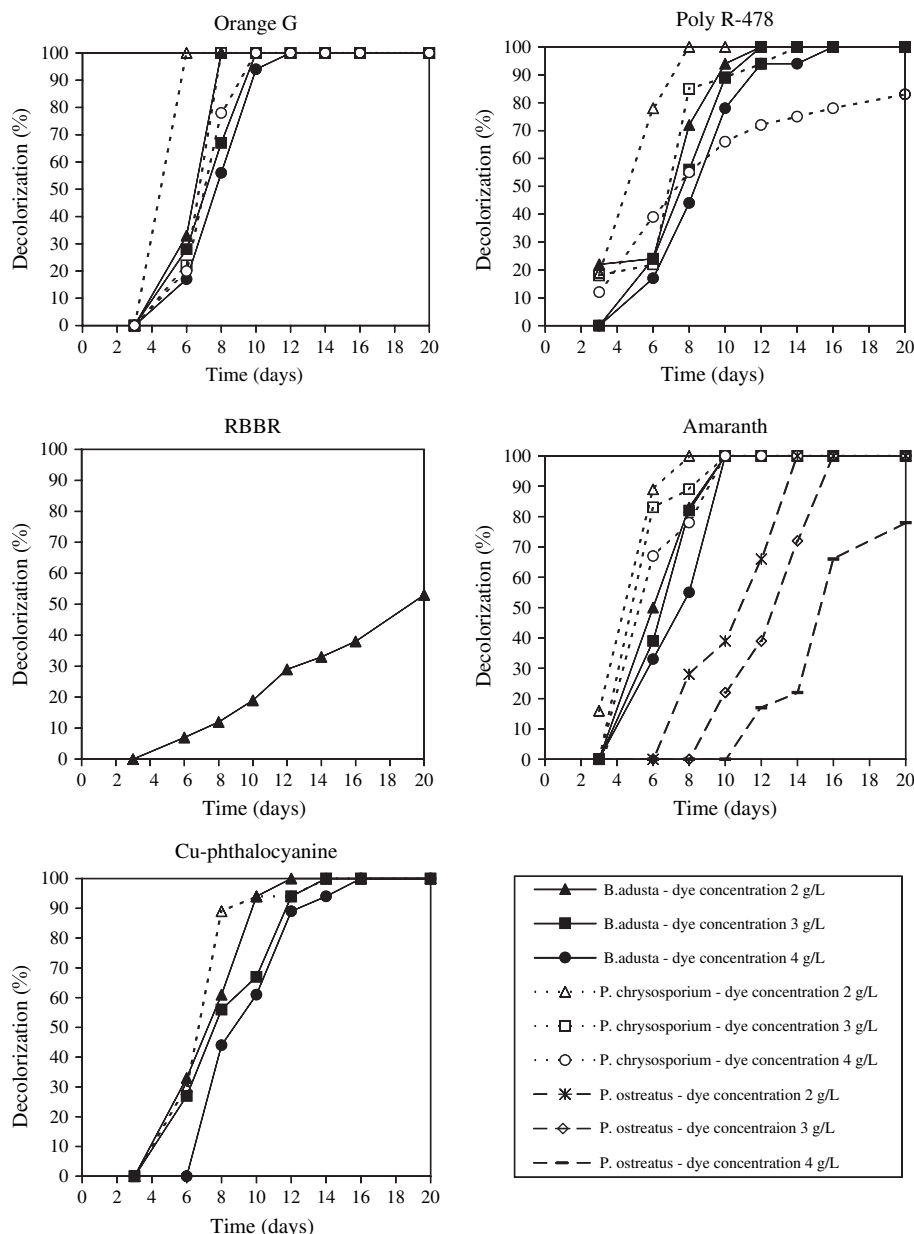 Orange G
Decolorization (%)
100
90
80
70
60
50
40
30
20
10
0
0 2 4 6 8 10 12 14 16 18 20
Time (days)
Poly R-478
Decolorization (%)
100
90
80
70
60
50
40
30
20
10
0
0 2 4 6 8 10 12 14 16 18 20
Time (days)
RBBR
Decolorization (%)
100
90
80
70
60
50
40
30
20
10
0
0 2 4 6 8 10 12 14 16 18 20
Time (days)
Amaranth
Decolorization (%)
100
90
80
70
60
50
40
30
20
10
0
0 2 4 6 8 10 12 14 16 18 20
Time (days)
Cu-phthalocyanine
Decolorization (%)
100
90
80
70
60
50
40
30
20
10
0
0 2 4 6 8 10 12 14 16 18 20
Time (days)
B.adusta - dye concentration 2 g/L
B.adusta - dye concentration 3 g/L
B.adusta - dye concentration 4 g/L
P. chrysosporium - dye concentration 2 g/L
P. chrysosporium - dye concentration 3 g/L
P. chrysosporium - dye concentration 4 g/L
P. ostreatus - dye concentration 2 g/L
P. ostreatus - dye concentraion 3 g/L
P. ostreatus - dye concentration 4 g/L